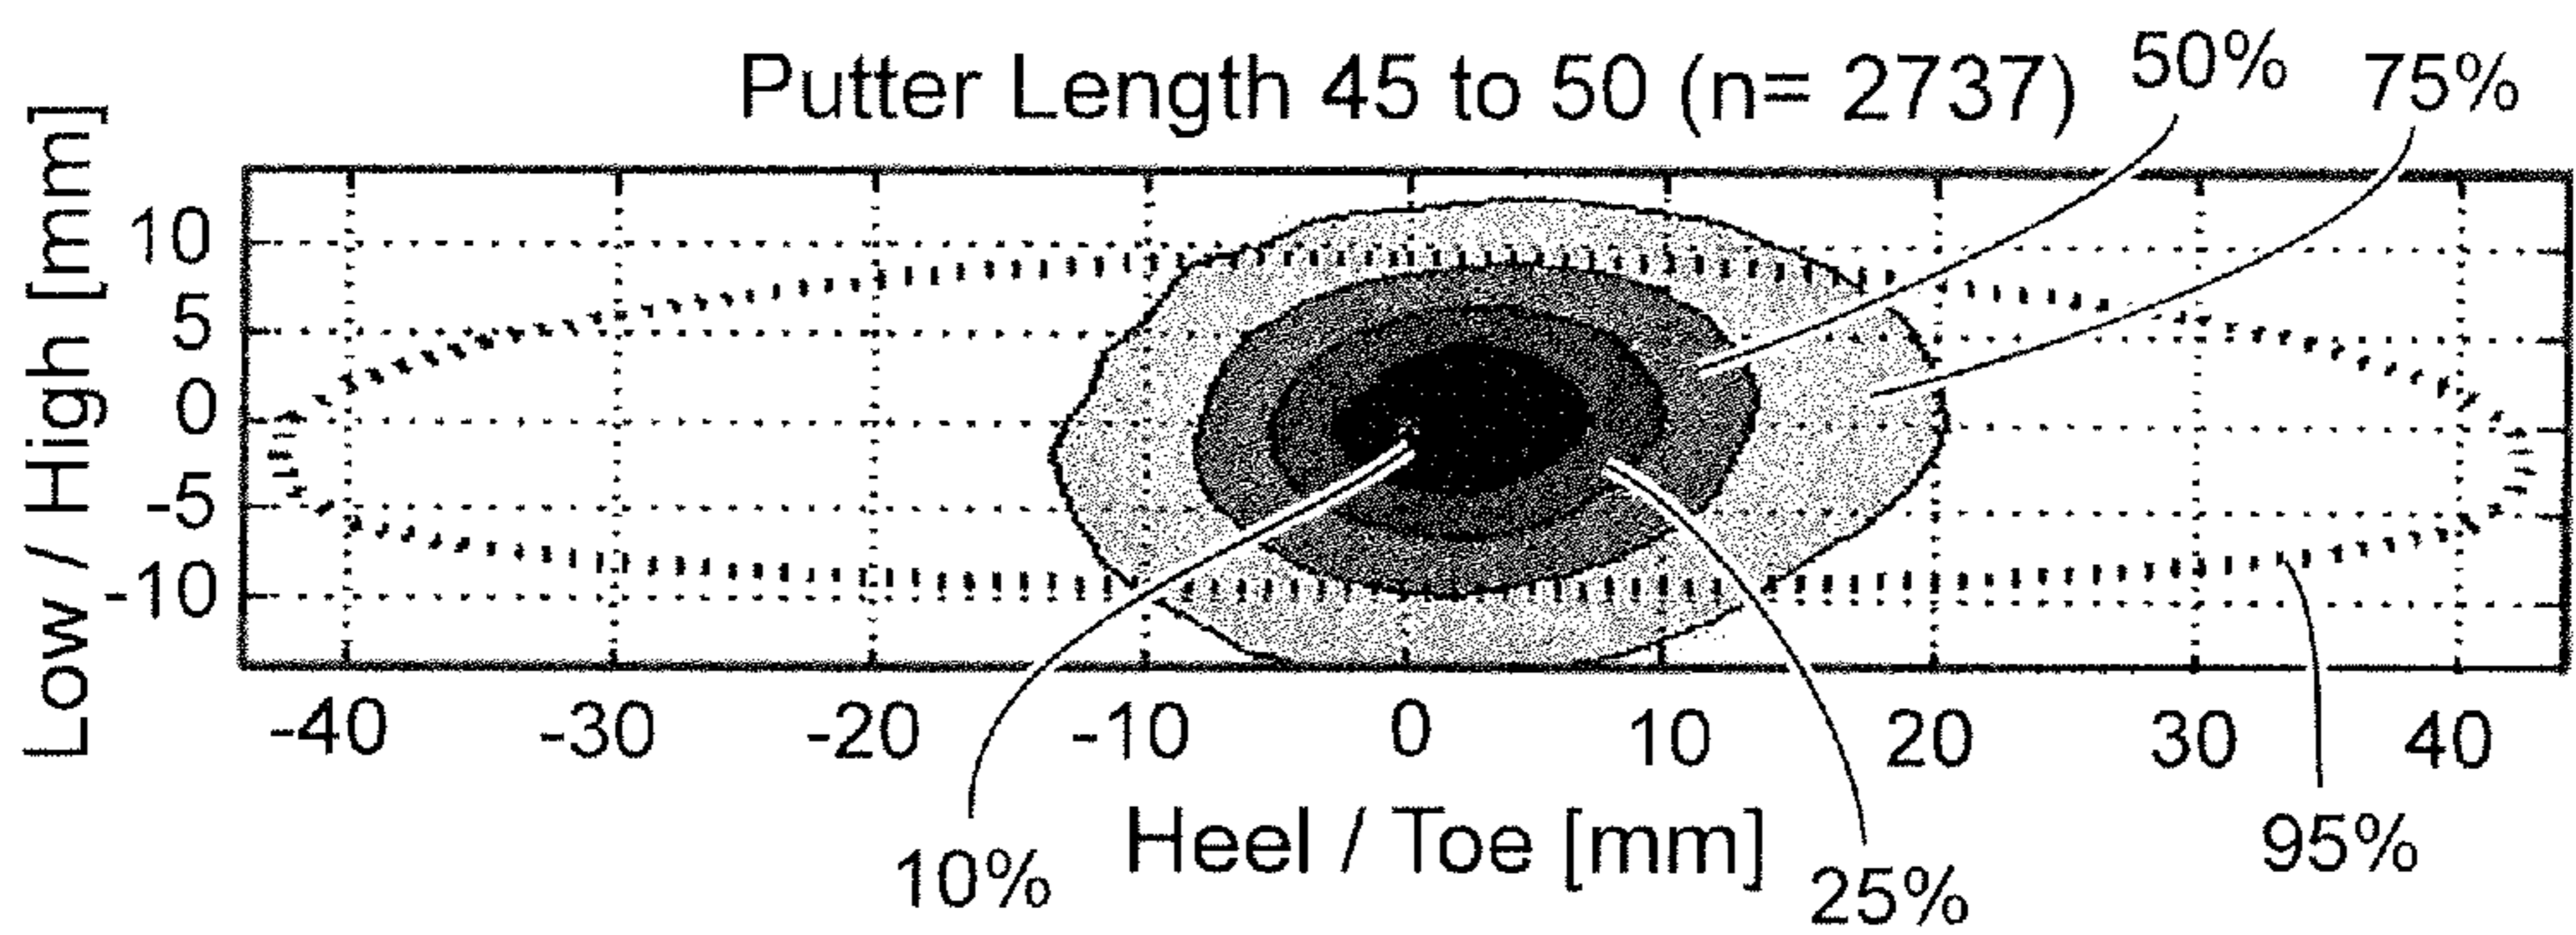 Putter Length 45 to 50 (n= 2737)
50%
75%
Low / High [mm]
10
5
0
-5
-10
-40 -30 -20 -10 0 10 20 30 40
Heel / Toe [mm]
10%
25%
95%